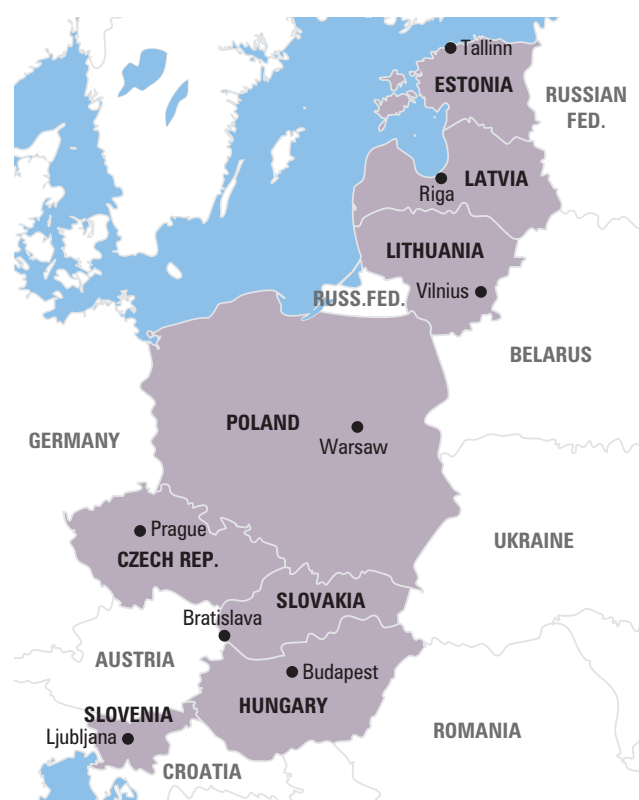 Tallinn
ESTONIA
RUSSIAN
FED.
LATVIA
Riga
LITHUANIA
Vilnius
RUSS.FED.
BELARUS
POLAND
GERMANY
Warsaw
Prague
UKRAINE
CZECH REP.
SLOVAKIA
Bratislava
AUSTRIA
Budapest
HUNGARY
SLOVENIA
ROMANIA
Ljubljana
CROATIA